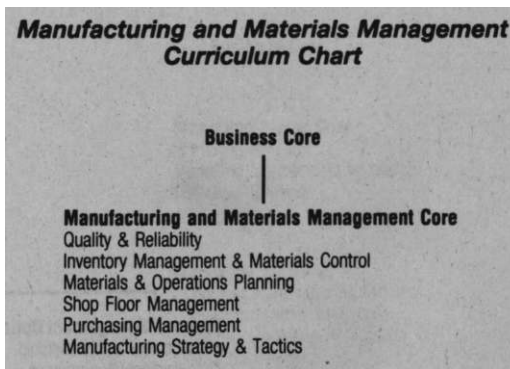 Manufacturing and Materials Management
Curriculum Chart
Business Core
Manufacturing and Materials Management Core
Quality & Reliability
Inventory Management & Materials Control
Materials & Operations Planning
Shop Floor Management
Purchasing Management
Manufacturing Strategy & Tactics